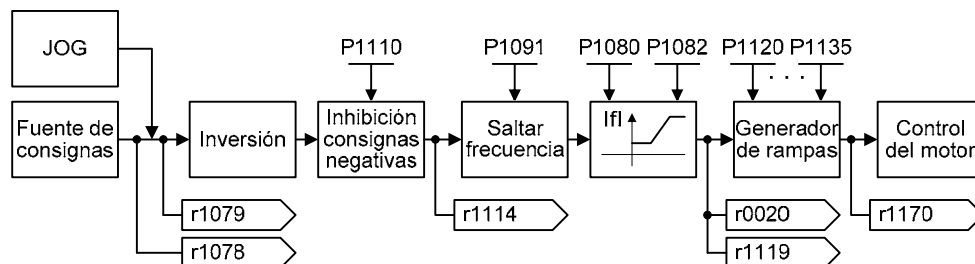 JOG
P1110
P1091
P1080
P1082
P1120
P1135
. . .
Fuente de
consignas
Inversión
Inhibición
consignas
negativas
Saltar
frecuencia
|f|
Generador
de rampas
Control
del motor
r1079
r1114
r0020
r1170
r1078
r1119